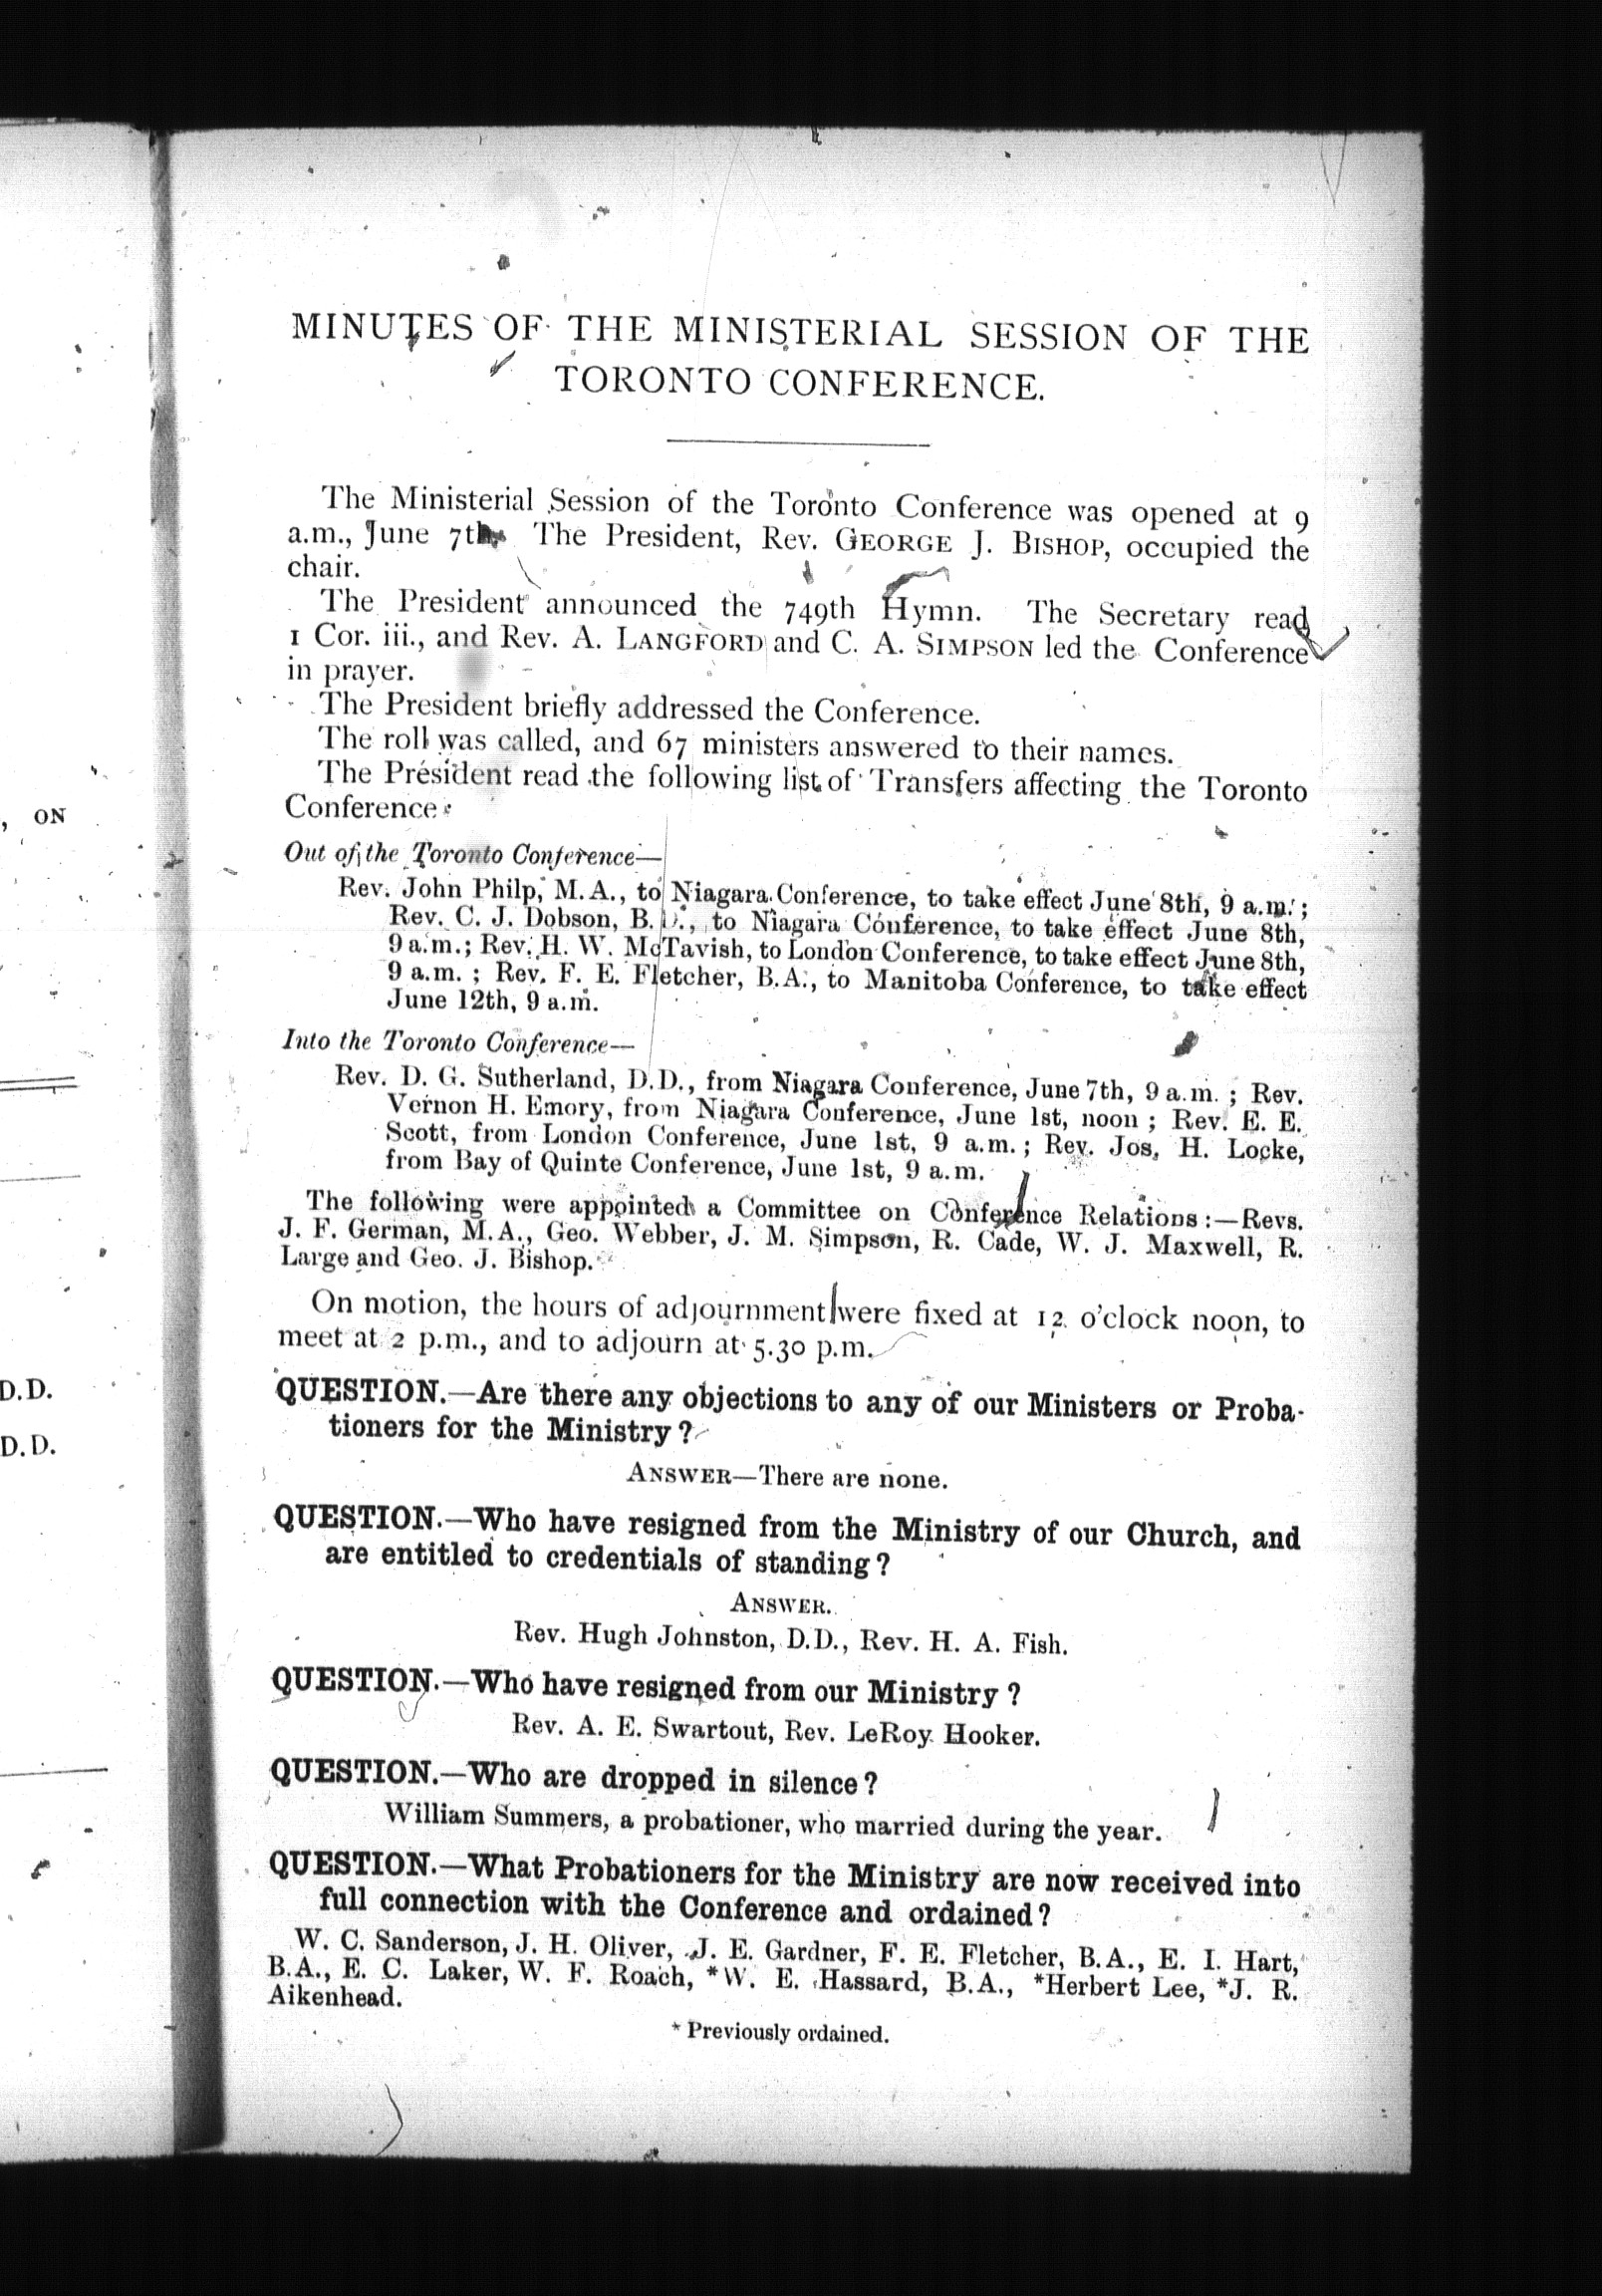 , ON
D.D.
D.D.
MINUTES OF THE MINISTERIAL SESSION OF THE
TORONTO CONFERENCE.
The Ministerial Session of the Toronto Conference was opened at 9
a.m., June 7th. The President, Rev. GEORGE J. BISHOP, occupied the
chair.
The President announced the 749th Hymn. The Secretary read
1 Cor. iii., and Rev. A. LANGFORD and C. A. SIMPSON led the Conference
in prayer.
The President briefly addressed the Conference.
The roll was called, and 67 ministers answered to their names.
The President read the following list of Transfers affecting the Toronto
Conference:
Out of the Toronto Conference—
Rev. John Philp, M.A., to Niagara Conference, to take effect June 8th, 9 a.m.;
Rev. C. J. Dobson, B.D., to Niagara Conference, to take effect June 8th,
9 a.m.; Rev. H. W. McTavish, to London Conference, to take effect June 8th,
9 a.m. ; Rev. F. E. Fletcher, B.A., to Manitoba Conference, to take effect
June 12th, 9 a.m.
Into the Toronto Conference—
Rev. D. G. Sutherland, D.D., from Niagara Conference, June 7th, 9 a.m. ; Rev.
Vernon H. Emory, from Niagara Conference, June 1st, noon ; Rev. E. E.
Scott, from London Conference, June 1st, 9 a.m. ; Rev. Jos. H. Locke,
from Bay of Quinte Conference, June 1st, 9 a.m.
The following were appointed a Committee on Conference Relations :—Revs.
J. F. German, M.A., Geo. Webber, J. M. Simpson, R. Cade, W. J. Maxwell, R.
Large and Geo. J. Bishop.
On motion, the hours of adjournment were fixed at 12 o'clock noon, to
meet at 2 p.m., and to adjourn at 5.30 p.m.
QUESTION.—Are there any objections to any of our Ministers or Proba-
tioners for the Ministry ?
ANSWER—There are none.
QUESTION.—Who have resigned from the Ministry of our Church, and
are entitled to credentials of standing ?
ANSWER.
Rev. Hugh Johnston, D.D., Rev. H. A. Fish.
QUESTION.—Who have resigned from our Ministry ?
Rev. A. E. Swartout, Rev. LeRoy Hooker.
QUESTION.—Who are dropped in silence ?
William Summers, a probationer, who married during the year.
QUESTION.—What Probationers for the Ministry are now received into
full connection with the Conference and ordained ?
W. C. Sanderson, J. H. Oliver, J. E. Gardner, F. E. Fletcher, B.A., E. I. Hart,
B.A., E. C. Laker, W. F. Roach, *W. E. Hassard, B.A., *Herbert Lee, *J. R.
Aikenhead.
* Previously ordained.